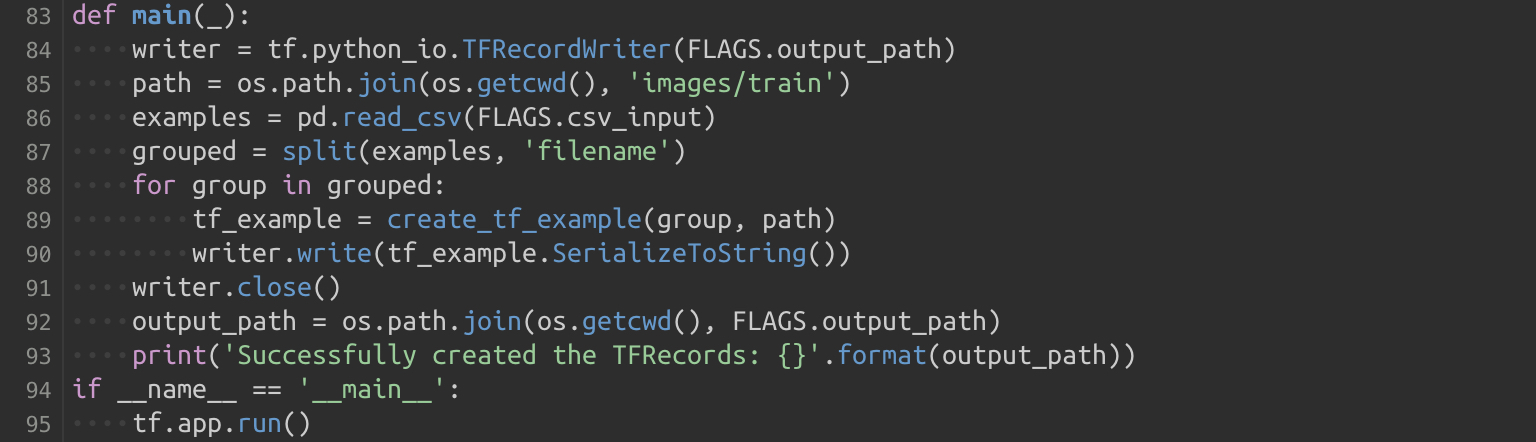 83 def main(_):
84     writer = tf.python_io.TFRecordWriter(FLAGS.output_path)
85     path = os.path.join(os.getcwd(), 'images/train')
86     examples = pd.read_csv(FLAGS.csv_input)
87     grouped = split(examples, 'filename')
88     for group in grouped:
89         tf_example = create_tf_example(group, path)
90         writer.write(tf_example.SerializeToString())
91     writer.close()
92     output_path = os.path.join(os.getcwd(), FLAGS.output_path)
93     print('Successfully created the TFRecords: {}'.format(output_path))
94 if __name__ == '__main__':
95     tf.app.run()